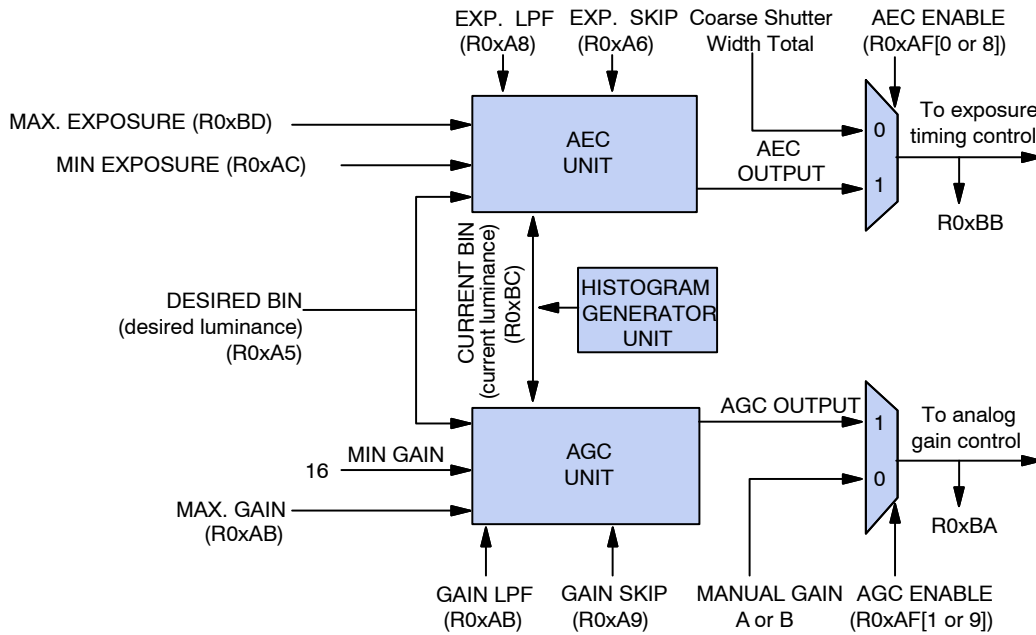 EXP. LPF
(R0xA8)
EXP. SKIP
(R0xA6)
Coarse Shutter
Width Total
AEC ENABLE
(R0xAF[0 or 8])
MAX. EXPOSURE (R0xBD)
MIN EXPOSURE (R0xAC)
AEC
UNIT
AEC
OUTPUT
0
1
To exposure
timing control
R0xBB
DESIRED BIN
(desired luminance)
(R0xA5)
CURRENT BIN
(current luminance)
(R0xBC)
HISTOGRAM
GENERATOR
UNIT
16
MIN GAIN
MAX. GAIN
(R0xAB)
AGC
UNIT
AGC OUTPUT
1
0
To analog
gain control
R0xBA
GAIN LPF
(R0xAB)
GAIN SKIP
(R0xA9)
MANUAL GAIN
A or B
AGC ENABLE
(R0xAF[1 or 9])